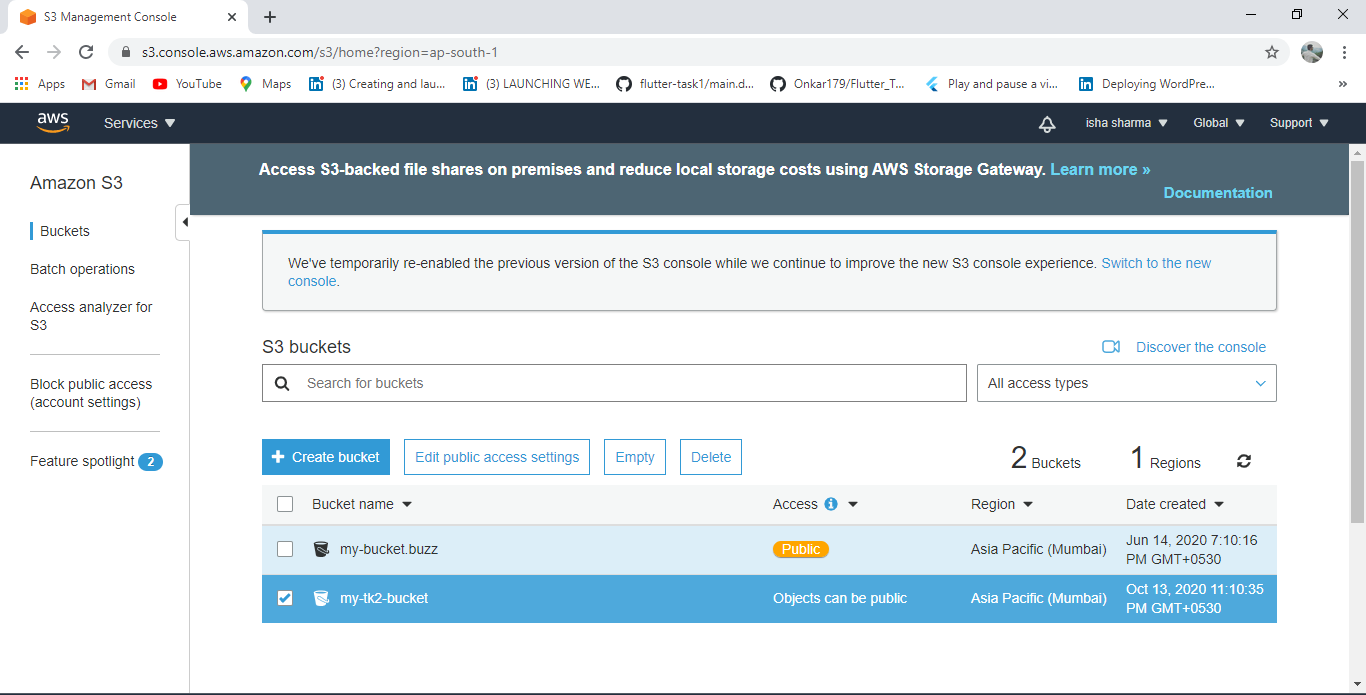 S3 Management Console
s3.console.aws.amazon.com/s3/home?region=ap-south-1
Apps
Gmail
YouTube
Maps
(3) Creating and lau...
(3) LAUNCHING WE...
flutter-task1/main.d...
Onkar179/Flutter_T...
Play and pause a vi...
Deploying WordPre...
aws
Services
isha sharma
Global
Support
Amazon S3
Buckets
Batch operations
Access analyzer for
S3
Block public access
(account settings)
Feature spotlight 2
Access S3-backed file shares on premises and reduce local storage costs using AWS Storage Gateway. Learn more »
Documentation
We've temporarily re-enabled the previous version of the S3 console while we continue to improve the new S3 console experience. Switch to the new
console.
S3 buckets
Discover the console
Search for buckets
All access types
Create bucket
Edit public access settings
Empty
Delete
2 Buckets
1 Regions
Bucket name
Access
Region
Date created
my-bucket.buzz
Public
Asia Pacific (Mumbai)
Jun 14, 2020 7:10:16
PM GMT+0530
my-tk2-bucket
Objects can be public
Asia Pacific (Mumbai)
Oct 13, 2020 11:10:35
PM GMT+0530